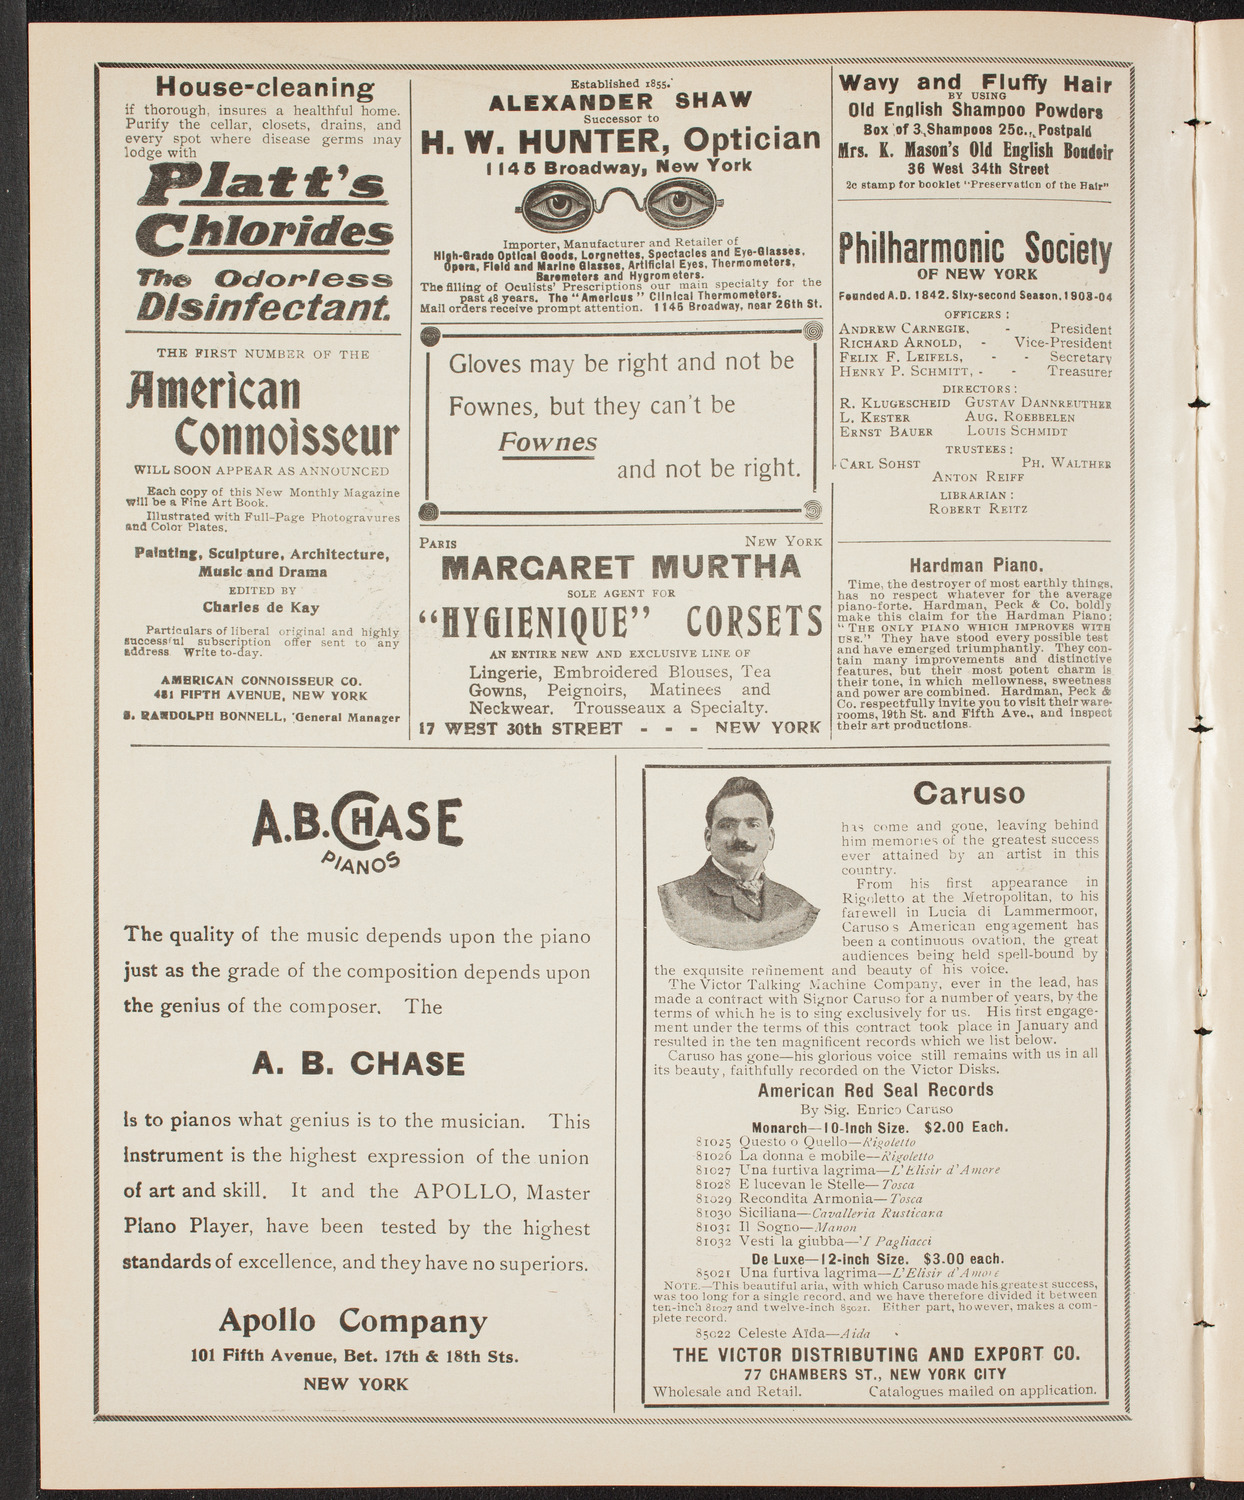 House-cleaning
if thorough, insures a healthful home.
Purify the cellar, closets, drains, and
every spot where disease germs may
lodge with
Platt's
Chlorides
The Odorless
Disinfectant.
THE FIRST NUMBER OF THE
American
Connoisseur
WILL SOON APPEAR AS ANNOUNCED
Each copy of this New Monthly Magazine
will be a Fine Art Book.
Illustrated with Full-Page Photogravures
and Color Plates.
Painting, Sculpture, Architecture,
Music and Drama
EDITED BY
Charles de Kay
Particulars of liberal original and highly
successful subscription offer sent to any
address. Write to-day.
AMERICAN CONNOISSEUR CO.
481 FIFTH AVENUE, NEW YORK
S. RANDOLPH BONNELL, General Manager
Established 1855.
ALEXANDER SHAW
Successor to
H. W. HUNTER, Optician
1145 Broadway, New York
Importer, Manufacturer and Retailer of
High-Grade Optical Goods, Lorgnettes, Spectacles and Eye-Glasses,
Opera, Field and Marine Glasses, Artificial Eyes, Thermometers,
Barometers and Hygrometers.
The filling of Oculists' Prescriptions our main specialty for the
past 48 years. The "Americus" Clinical Thermometers.
Mail orders receive prompt attention. 1145 Broadway, near 26th St.
Gloves may be right and not be
Fownes, but they can't be
Fownes
and not be right.
PARIS NEW YORK
MARGARET MURTHA
SOLE AGENT FOR
"HYGIENIQUE" CORSETS
AN ENTIRE NEW AND EXCLUSIVE LINE OF
Lingerie, Embroidered Blouses, Tea
Gowns, Peignoirs, Matinees and
Neckwear. Trousseaux a Specialty.
17 WEST 30th STREET - - - NEW YORK
Wavy and Fluffy Hair
BY USING
Old English Shampoo Powders
Box of 3 Shampoos 25c., Postpaid
Mrs. K. Mason's Old English Boudoir
36 West 34th Street
2c stamp for booklet "Preservation of the Hair"
Philharmonic Society
OF NEW YORK
Founded A.D. 1842. Sixty-second Season, 1903-04
OFFICERS:
ANDREW CARNEGIE, - President
RICHARD ARNOLD, - Vice-President
FELIX F. LEIFELS, - - Secretary
HENRY P. SCHMITT, - - Treasurer
DIRECTORS:
R. KLUGESCHEID GUSTAV DANNREUTHER
L. KESTER AUG. ROEBBELEN
ERNST BAUER LOUIS SCHMIDT
TRUSTEES:
CARL SOHST PH. WALTHER
ANTON REIFF
LIBRARIAN:
ROBERT REITZ
Hardman Piano.
Time, the destroyer of most earthly things,
has no respect whatever for the average
piano-forte. Hardman, Peck & Co. boldly
make this claim for the Hardman Piano:
"THE ONLY PIANO WHICH IMPROVES WITH
USE." They have stood every possible test
and have emerged triumphantly. They con-
tain many improvements and distinctive
features, but their most potent charm is
their tone, in which mellowness, sweetness
and power are combined. Hardman, Peck &
Co. respectfully invite you to visit their ware-
rooms, 19th St. and Fifth Ave., and inspect
their art productions.
A.B. CHASE
PIANOS
The quality of the music depends upon the piano
just as the grade of the composition depends upon
the genius of the composer. The
A. B. CHASE
is to pianos what genius is to the musician. This
instrument is the highest expression of the union
of art and skill. It and the APOLLO, Master
Piano Player, have been tested by the highest
standards of excellence, and they have no superiors.
Apollo Company
101 Fifth Avenue, Bet. 17th & 18th Sts.
NEW YORK
Caruso
has come and gone, leaving behind
him memories of the greatest success
ever attained by an artist in this
country.
From his first appearance in
Rigoletto at the Metropolitan, to his
farewell in Lucia di Lammermoor,
Caruso s American engagement has
been a continuous ovation, the great
audiences being held spell-bound by
the exquisite refinement and beauty of his voice.
The Victor Talking Machine Company, ever in the lead, has
made a contract with Signor Caruso for a number of years, by the
terms of which he is to sing exclusively for us. His first engage-
ment under the terms of this contract took place in January and
resulted in the ten magnificent records which we list below.
Caruso has gone—his glorious voice still remains with us in all
its beauty, faithfully recorded on the Victor Disks.
American Red Seal Records
By Sig. Enrico Caruso
Monarch—10-Inch Size. $2.00 Each.
81025 Questo o Quello—Rigoletto
81026 La donna e mobile—Rigoletto
81027 Una furtiva lagrima—L'Elisir d'Amore
81028 E lucevan le Stelle—Tosca
81029 Recondita Armonia—Tosca
81030 Siciliana—Cavalleria Rusticana
81031 Il Sogno—Manon
81032 Vesti la giubba—'I Pagliacci
De Luxe—12-inch Size. $3.00 each.
85021 Una furtiva lagrima—L'Elisir d'Amore
NOTE.—This beautiful aria, with which Caruso made his greatest success,
was too long for a single record, and we have therefore divided it between
ten-inch 81027 and twelve-inch 85021. Either part, however, makes a com-
plete record.
85022 Celeste Aïda—Aida
THE VICTOR DISTRIBUTING AND EXPORT CO.
77 CHAMBERS ST., NEW YORK CITY
Wholesale and Retail. Catalogues mailed on application.